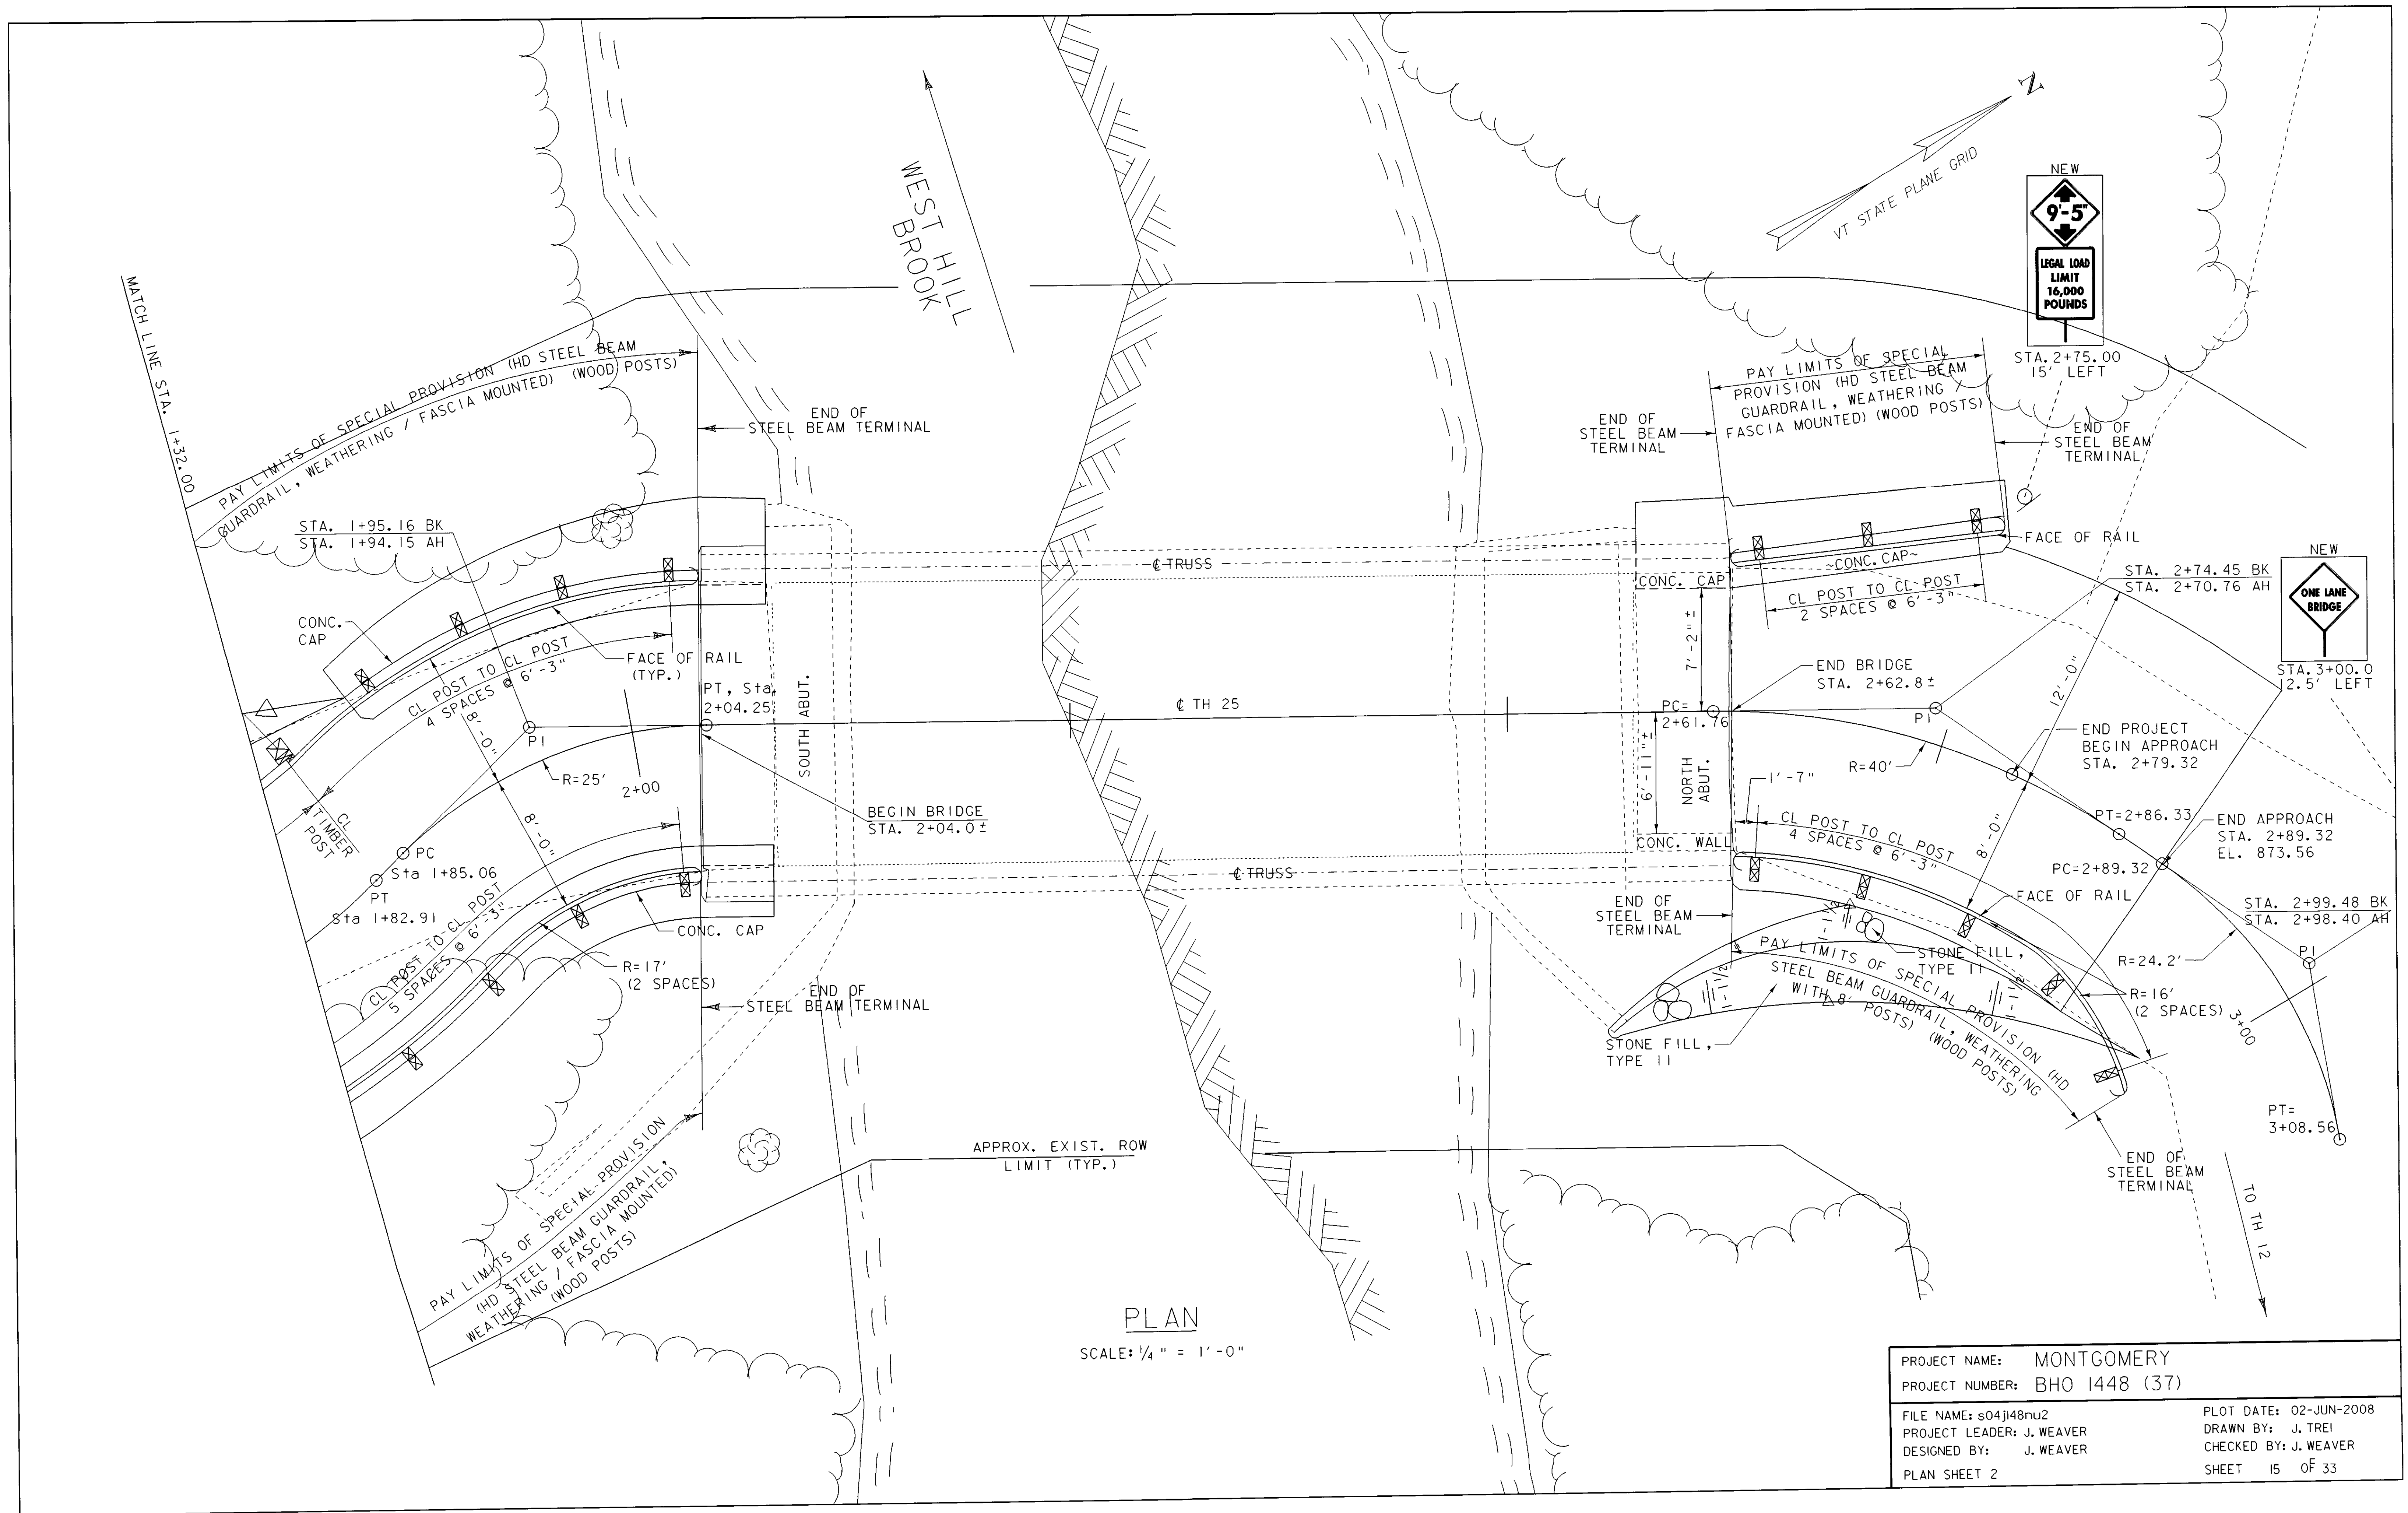 MATCH LINE STA. 1+32.00
PAY LIMITS OF SPECIAL PROVISION (HD STEEL BEAM
GUARDRAIL, WEATHERING / FASCIA MOUNTED) (WOOD POSTS)
STA. 1+95.16 BK
STA. 1+94.15 AH
CONC.
CAP
CL POST TO CL POST
4 SPACES @ 6'-3"
FACE OF RAIL
(TYP.)
END OF
STEEL BEAM TERMINAL
PT, Sta.
2+04.25
SOUTH ABUT.
8'-0"
PI
R=25'
2+00
CL
TIMBER
POST
8'-0"
BEGIN BRIDGE
STA. 2+04.0±
PC
Sta 1+85.06
PT
Sta 1+82.91
CL POST TO CL POST
5 SPACES @ 6'-3"
CONC. CAP
R=17'
(2 SPACES)
END OF
STEEL BEAM TERMINAL
PAY LIMITS OF SPECIAL PROVISION
(HD STEEL BEAM GUARDRAIL,
WEATHERING / FASCIA MOUNTED)
(WOOD POSTS)
WEST HILL
BROOK
℄ TRUSS
℄ TH 25
℄ TRUSS
APPROX. EXIST. ROW
LIMIT (TYP.)
PLAN
SCALE: 1/4" = 1'-0"
N
VT STATE PLANE GRID
NEW
9'-5"
LEGAL LOAD
LIMIT
16,000
POUNDS
STA. 2+75.00
15' LEFT
PAY LIMITS OF SPECIAL
PROVISION (HD STEEL BEAM
GUARDRAIL, WEATHERING /
FASCIA MOUNTED) (WOOD POSTS)
END OF
STEEL BEAM
TERMINAL
END OF
STEEL BEAM
TERMINAL
FACE OF RAIL
CONC. CAP
~CONC. CAP~
CL POST TO CL POST
2 SPACES @ 6'-3"
STA. 2+74.45 BK
STA. 2+70.76 AH
NEW
ONE LANE
BRIDGE
STA. 3+00.0
12.5' LEFT
7'-2"±
END BRIDGE
STA. 2+62.8±
PC=
2+61.76
PI
12'-0"
END PROJECT
BEGIN APPROACH
STA. 2+79.32
R=40'
6'-11"±
NORTH
ABUT.
1'-7"
CL POST TO CL POST
4 SPACES @ 6'-3"
8'-0"
PT=2+86.33
END APPROACH
STA. 2+89.32
EL. 873.56
CONC. WALL
PC=2+89.32
FACE OF RAIL
STA. 2+99.48 BK
STA. 2+98.40 AH
END OF
STEEL BEAM
TERMINAL
STONE FILL,
TYPE II
PI
R=24.2'
R=16'
(2 SPACES)
3+00
PAY LIMITS OF SPECIAL PROVISION (HD
STEEL BEAM GUARDRAIL, WEATHERING
WITH 8' POSTS) (WOOD POSTS)
STONE FILL,
TYPE II
PT=
3+08.56
END OF
STEEL BEAM
TERMINAL
TO TH 12
PROJECT NAME: MONTGOMERY
PROJECT NUMBER: BHO 1448 (37)
FILE NAME: s04j148nu2
PLOT DATE: 02-JUN-2008
PROJECT LEADER: J. WEAVER
DRAWN BY: J. TREI
DESIGNED BY: J. WEAVER
CHECKED BY: J. WEAVER
PLAN SHEET 2
SHEET 15 OF 33